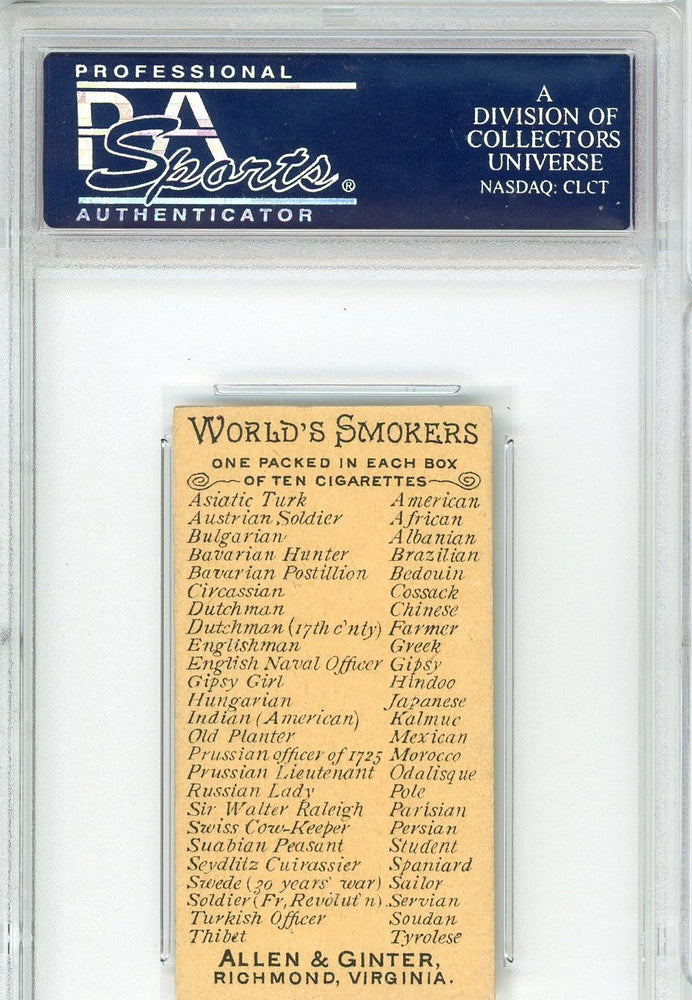 PROFESSIONAL
PSA
Sports®
AUTHENTICATOR
A
DIVISION OF
COLLECTORS
UNIVERSE
NASDAQ: CLCT
WORLD'S SMOKERS
ONE PACKED IN EACH BOX
OF TEN CIGARETTES
Asiatic Turk American
Austrian Soldier African
Bulgarian Albanian
Bavarian Hunter Brazilian
Bavarian Postillion Bedouin
Circassian Cossack
Dutchman Chinese
Dutchman (17th c'nty) Farmer
Englishman Greek
English Naval Officer Gipsy
Gipsy Girl Hindoo
Hungarian Japanese
Indian (American) Kalmuc
Old Planter Mexican
Prussian officer of 1725 Morocco
Prussian Lieutenant Odalisque
Russian Lady Pole
Sir Walter Raleigh Parisian
Swiss Cow-Keeper Persian
Suabian Peasant Student
Seydlitz Cuirassier Spaniard
Swede (30 years' war) Sailor
Soldier (Fr, Revolut'n). Servian
Turkish Officer Soudan
Thibet Tyrolese
ALLEN & GINTER,
RICHMOND, VIRGINIA.